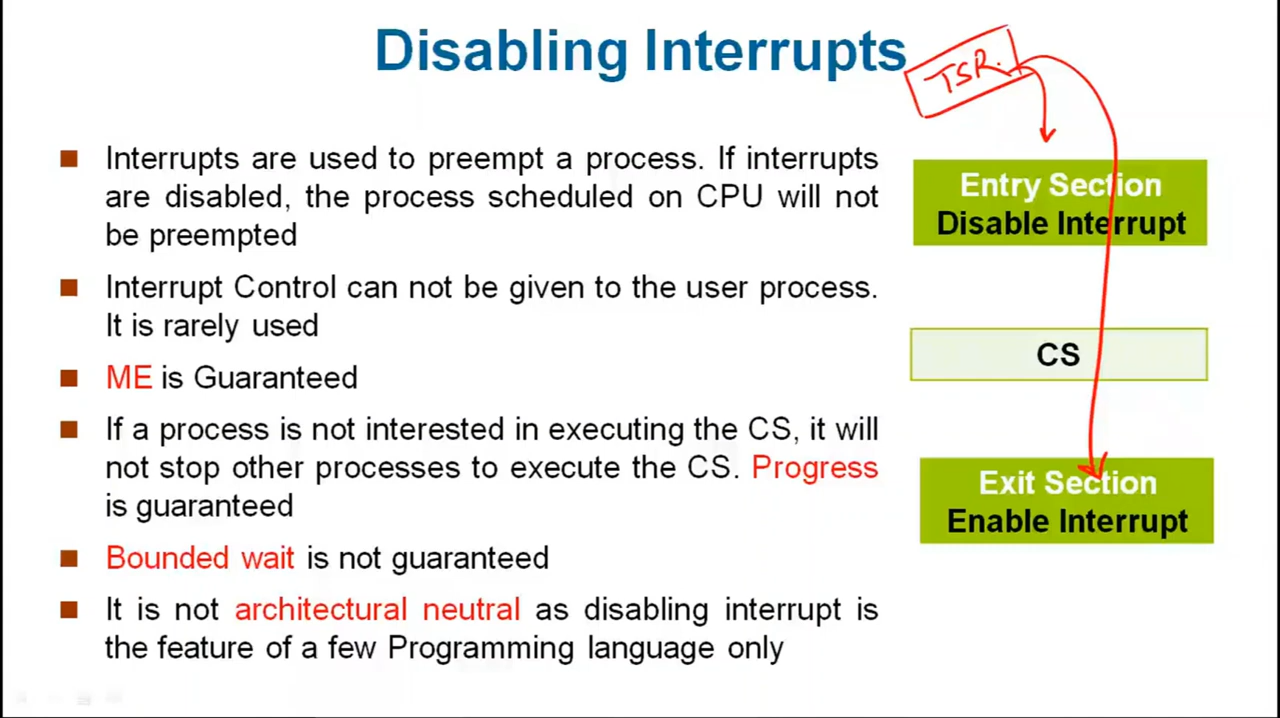 Disabling Interrupts
TSR.
Interrupts are used to preempt a process. If interrupts
are disabled, the process scheduled on CPU will not
be preempted
Interrupt Control can not be given to the user process.
It is rarely used
ME is Guaranteed
If a process is not interested in executing the CS, it will
not stop other processes to execute the CS. Progress
is guaranteed
Bounded wait is not guaranteed
It is not architectural neutral as disabling interrupt is
the feature of a few Programming language only
Entry Section
Disable Interrupt
CS
Exit Section
Enable Interrupt